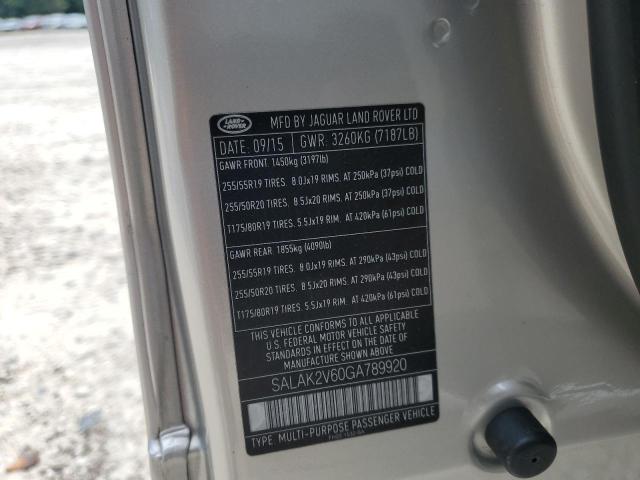 LAND ROVER
MFD BY JAGUAR LAND ROVER LTD
DATE. 09/15 GWR. 3260KG (7187LB)
GAWR FRONT. 1450kg (3197lb)
255/55R19 TIRES. 8.0Jx19 RIMS. AT 250kPa (37psi) COLD
255/50R20 TIRES. 8.5Jx20 RIMS. AT 250kPa (37psi) COLD
T175/80R19 TIRES. 5.5Jx19 RIM. AT 420kPa (61psi) COLD
GAWR REAR. 1855kg (4090lb)
255/55R19 TIRES. 8.0Jx19 RIMS. AT 290kPa (43psi) COLD
255/50R20 TIRES. 8.5Jx20 RIMS. AT 290kPa (43psi) COLD
T175/80R19 TIRES. 5.5Jx19 RIM. AT 420kPa (61psi) COLD
THIS VEHICLE CONFORMS TO ALL APPLICABLE
U.S. FEDERAL MOTOR VEHICLE SAFETY
STANDARDS IN EFFECT ON THE DATE OF
MANUFACTURE SHOWN ABOVE.
SALAK2V60GA789920
TYPE. MULTI-PURPOSE PASSENGER VEHICLE